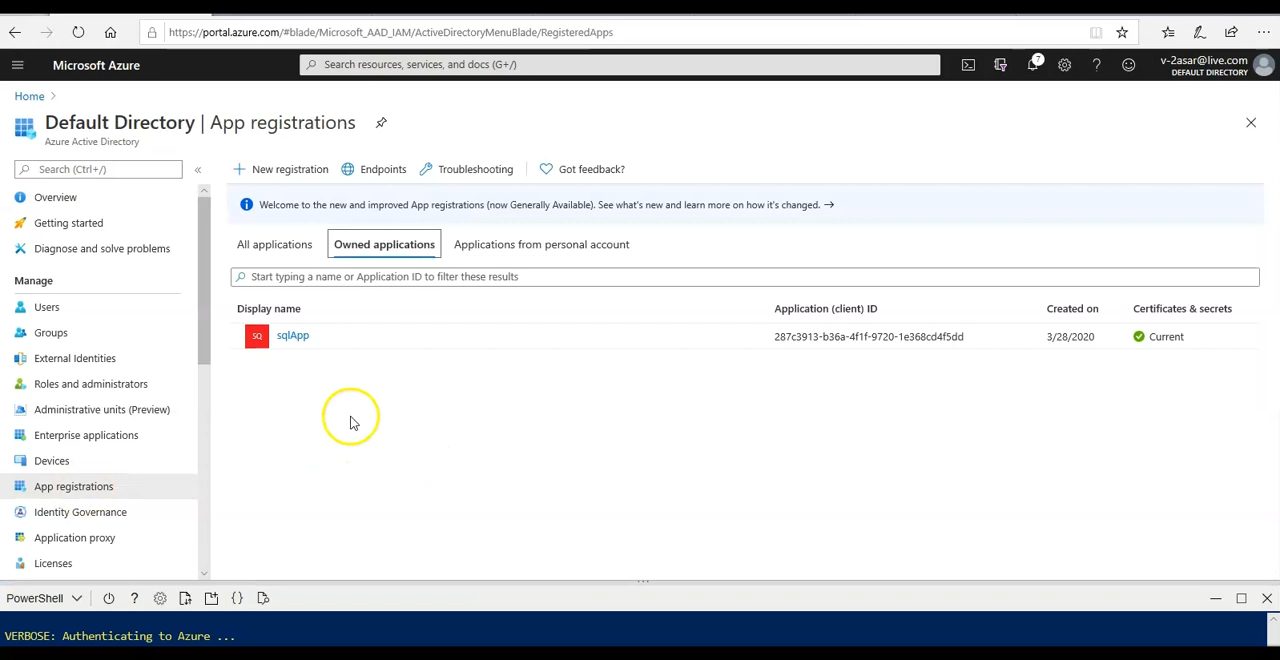 https://portal.azure.com/#blade/Microsoft_AAD_IAM/ActiveDirectoryMenuBlade/RegisteredApps
Microsoft Azure
Search resources, services, and docs (G+/)
7
v-2asar@live.com
DEFAULT DIRECTORY
Home >
Default Directory | App registrations
Azure Active Directory
Search (Ctrl+/)
«
New registration
Endpoints
Troubleshooting
Got feedback?
Overview
Getting started
Diagnose and solve problems
Manage
Users
Groups
External Identities
Roles and administrators
Administrative units (Preview)
Enterprise applications
Devices
App registrations
Identity Governance
Application proxy
Licenses
Welcome to the new and improved App registrations (now Generally Available). See what's new and learn more on how it's changed. →
All applications
Owned applications
Applications from personal account
Start typing a name or Application ID to filter these results
Display name
Application (client) ID
Created on
Certificates & secrets
SQ
sqlApp
287c3913-b36a-4f1f-9720-1e368cd4f5dd
3/28/2020
Current
PowerShell
VERBOSE: Authenticating to Azure ...